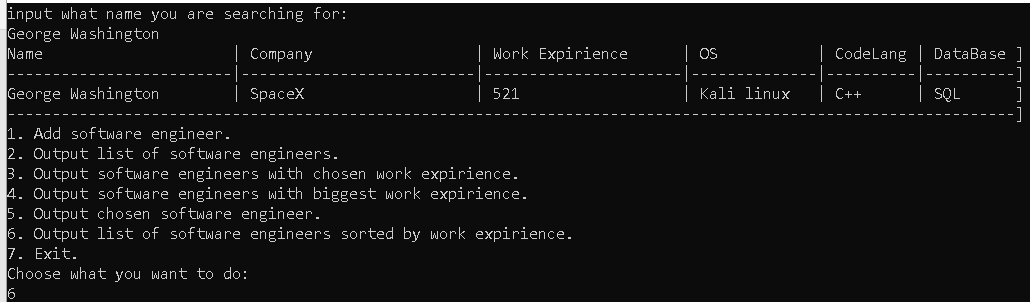 input what name you are searching for:
George Washington
Name | Company | Work Expirience | OS | CodeLang | DataBase ]
-------------------------|--------------------------|----------------------|--------------|---------|----------]
George Washington | SpaceX | 521 | Kali linux | C++ | SQL ]
----------------------------------------------------------------------------------------------------------------]
1. Add software engineer.
2. Output list of software engineers.
3. Output software engineers with chosen work expirience.
4. Output software engineers with biggest work expirience.
5. Output chosen software engineer.
6. Output list of software engineers sorted by work expirience.
7. Exit.
Choose what you want to do:
6